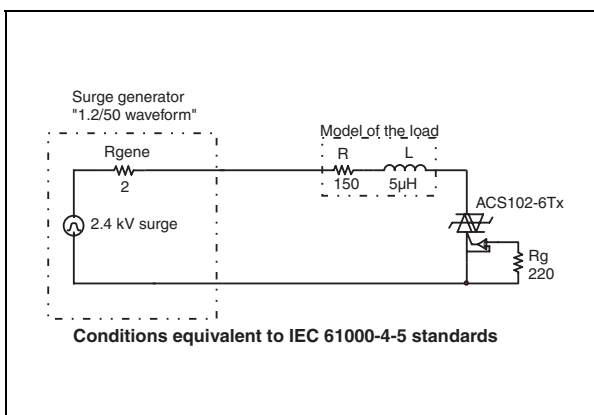 Surge generator
"1.2/50 waveform"
Rgene
2
2.4 kV surge
Model of the load
R
L
150
5µH
ACS102-6Tx
Rg
220
Conditions equivalent to IEC 61000-4-5 standards